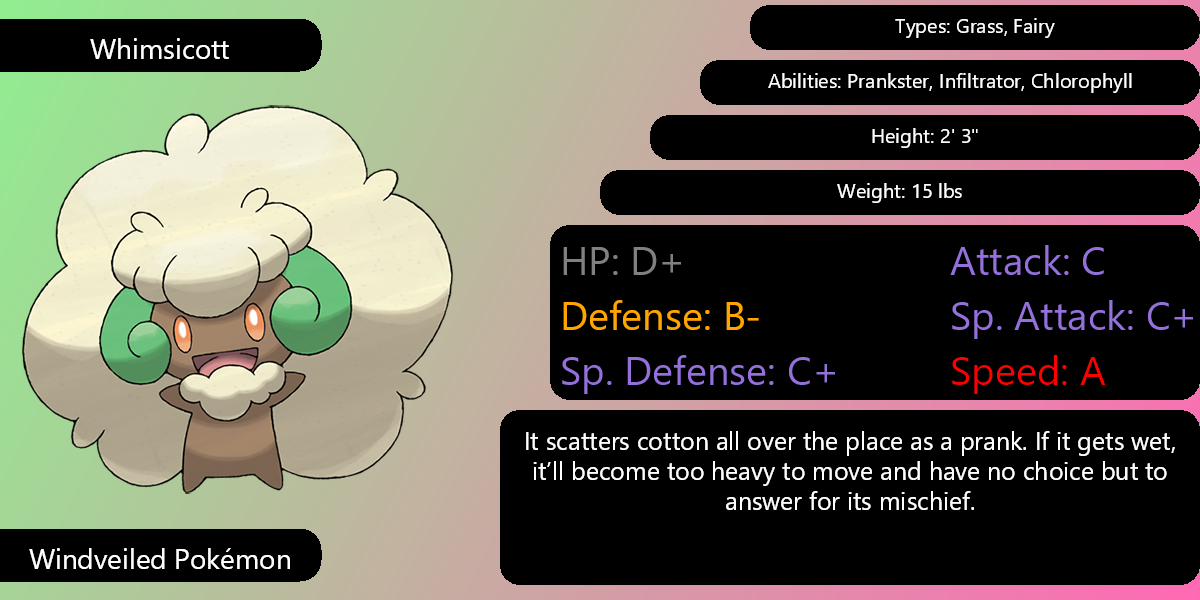 Whimsicott
Types: Grass, Fairy
Abilities: Prankster, Infiltrator, Chlorophyll
Height: 2' 3"
Weight: 15 lbs
HP: D+
Attack: C
Defense: B-
Sp. Attack: C+
Sp. Defense: C+
Speed: A
It scatters cotton all over the place as a prank. If it gets wet,
it’ll become too heavy to move and have no choice but to
answer for its mischief.
Windveiled Pokémon